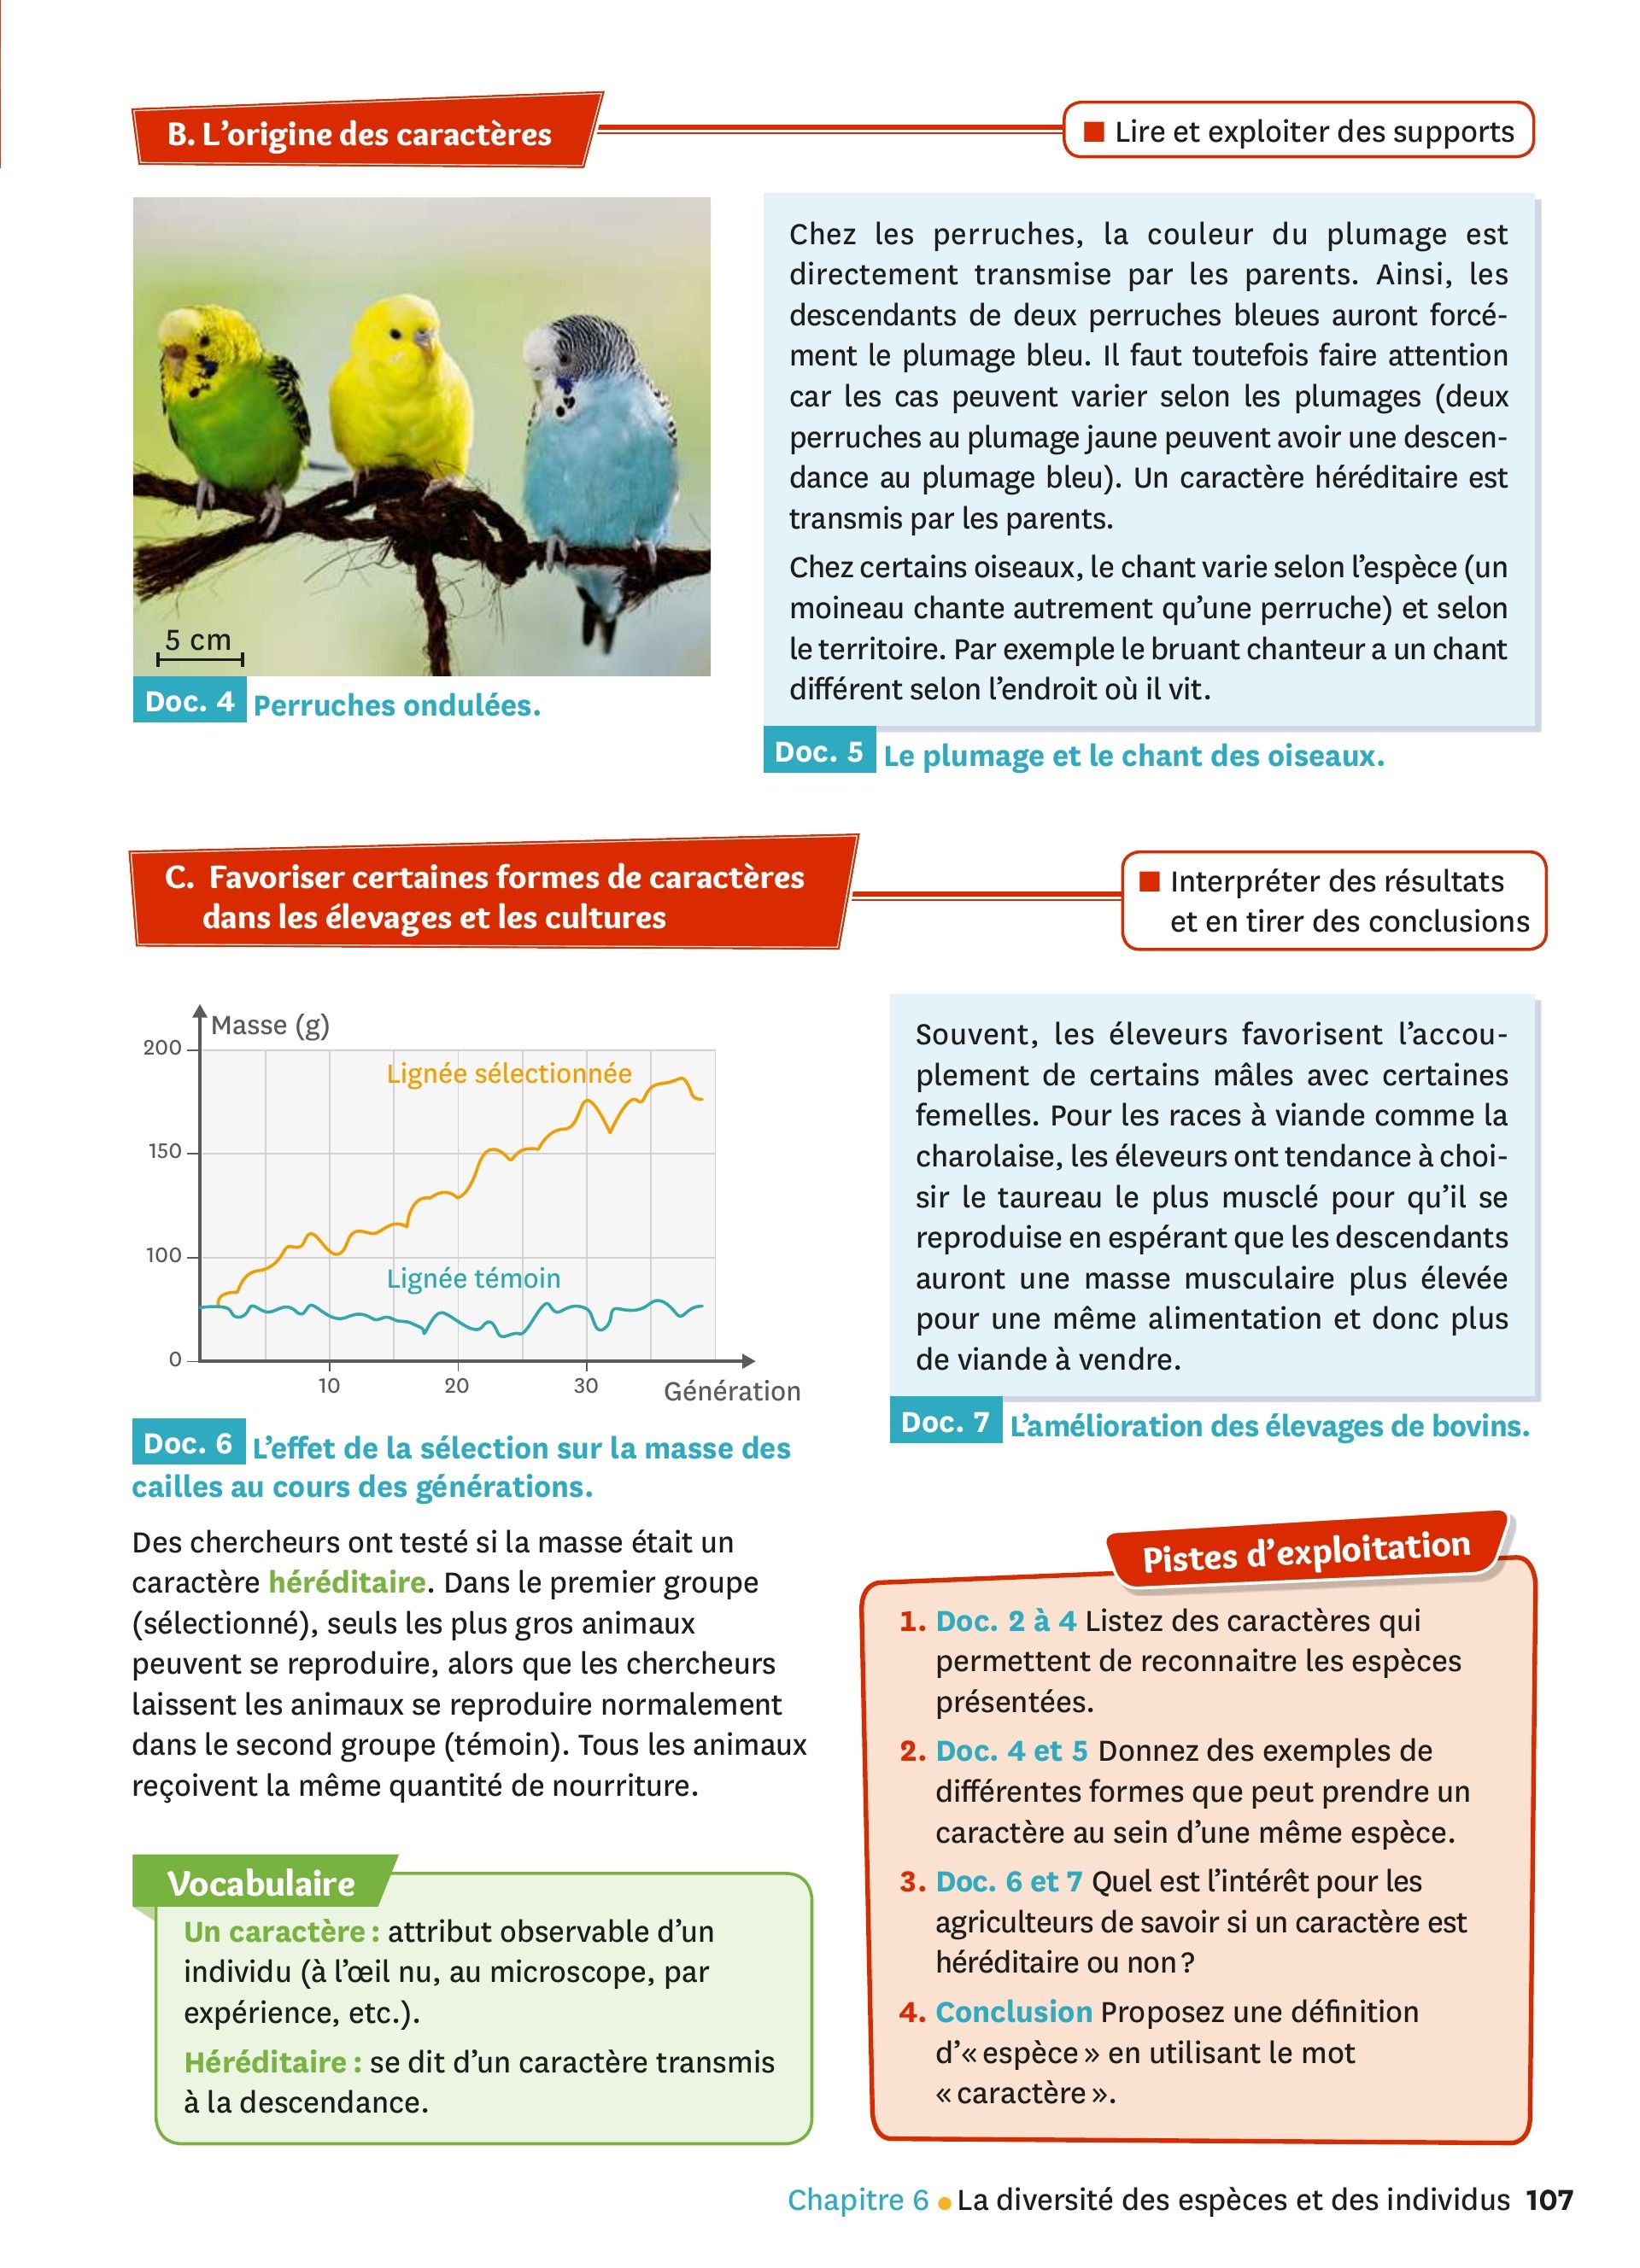 B. L'origine des caractères
■ Lire et exploiter des supports
5 cm
Doc. 4 Perruches ondulées.
Chez les perruches, la couleur du plumage est
directement transmise par les parents. Ainsi, les
descendants de deux perruches bleues auront forcé-
ment le plumage bleu. Il faut toutefois faire attention
car les cas peuvent varier selon les plumages (deux
perruches au plumage jaune peuvent avoir une descen-
dance au plumage bleu). Un caractère héréditaire est
transmis par les parents.
Chez certains oiseaux, le chant varie selon l'espèce (un
moineau chante autrement qu'une perruche) et selon
le territoire. Par exemple le bruant chanteur a un chant
différent selon l'endroit où il vit.
Doc. 5 Le plumage et le chant des oiseaux.
C. Favoriser certaines formes de caractères
dans les élevages et les cultures
■ Interpréter des résultats
et en tirer des conclusions
Masse (g)
200
150
100
0
Lignée sélectionnée
Lignée témoin
10
20
30
Génération
Doc. 6 L'effet de la sélection sur la masse des
cailles au cours des générations.
Des chercheurs ont testé si la masse était un
caractère héréditaire. Dans le premier groupe
(sélectionné), seuls les plus gros animaux
peuvent se reproduire, alors que les chercheurs
laissent les animaux se reproduire normalement
dans le second groupe (témoin). Tous les animaux
reçoivent la même quantité de nourriture.
Souvent, les éleveurs favorisent l'accou-
plement de certains mâles avec certaines
femelles. Pour les races à viande comme la
charolaise, les éleveurs ont tendance à choi-
sir le taureau le plus musclé pour qu'il se
reproduise en espérant que les descendants
auront une masse musculaire plus élevée
pour une même alimentation et donc plus
de viande à vendre.
Doc. 7 L'amélioration des élevages de bovins.
Vocabulaire
Un caractère : attribut observable d'un
individu (à l'œil nu, au microscope, par
expérience, etc.).
Héréditaire : se dit d'un caractère transmis
à la descendance.
Pistes d'exploitation
1. Doc. 2 à 4 Listez des caractères qui
permettent de reconnaitre les espèces
présentées.
2. Doc. 4 et 5 Donnez des exemples de
différentes formes que peut prendre un
caractère au sein d'une même espèce.
3. Doc. 6 et 7 Quel est l'intérêt pour les
agriculteurs de savoir si un caractère est
héréditaire ou non ?
4. Conclusion Proposez une définition
d'« espèce » en utilisant le mot
« caractère ».
Chapitre 6 ● La diversité des espèces et des individus 107